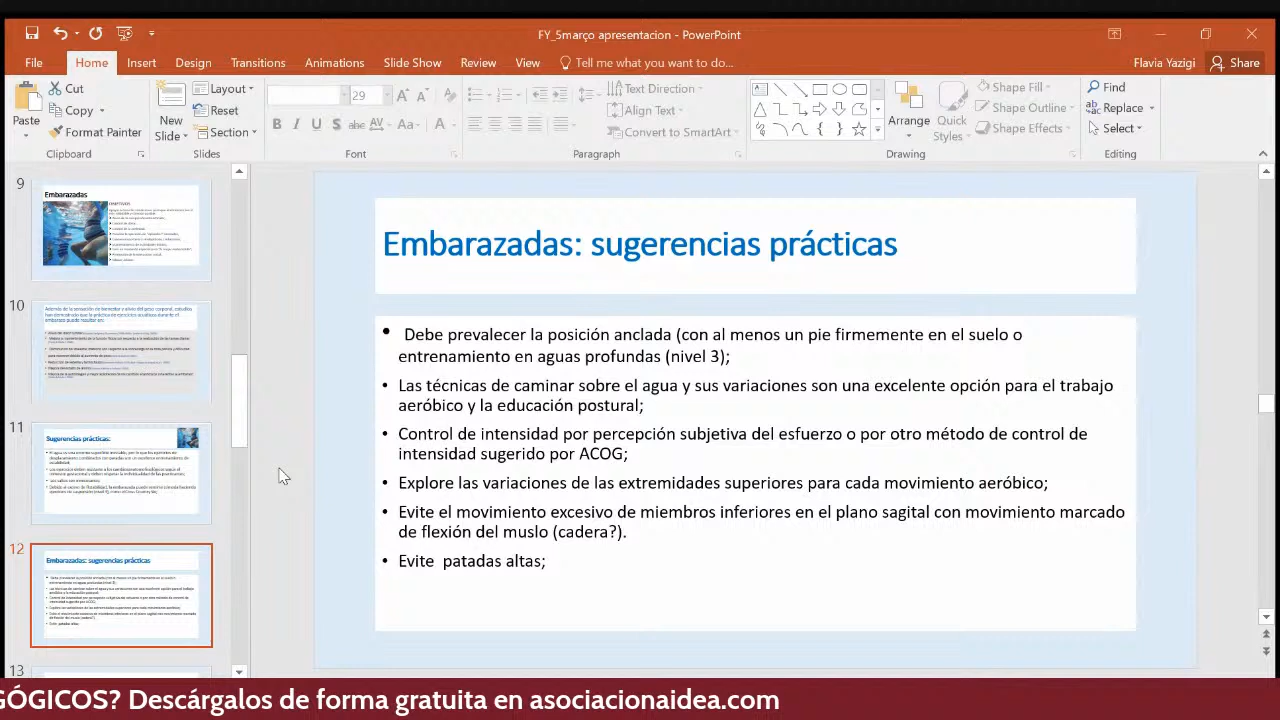 FY_5março apresentacion - PowerPoint
File Home Insert Design Transitions Animations Slide Show Review View Tell me what you want to do... Flavia Yazigi Share
Paste
Cut
Copy
Format Painter
Clipboard
New Slide
Layout
Reset
Section
Slides
29
Font
Text Direction
Align Text
Convert to SmartArt
Paragraph
Arrange
Quick Styles
Shape Fill
Shape Outline
Shape Effects
Drawing
Find
Replace
Select
Editing
9
Embarazadas
10
11
Sugerencias prácticas:
12
Embarazadas: sugerencias prácticas
13
Embarazadas: sugerencias prácticas
• Debe prevalecer la posición anclada (con al menos un pie firmemente en el suelo o
entrenamiento en aguas profundas (nivel 3);
• Las técnicas de caminar sobre el agua y sus variaciones son una excelente opción para el trabajo
aeróbico y la educación postural;
• Control de intensidad por percepción subjetiva del esfuerzo o por otro método de control de
intensidad sugerido por ACOG;
• Explore las variaciones de las extremidades superiores para cada movimiento aeróbico;
• Evite el movimiento excesivo de miembros inferiores en el plano sagital con movimiento marcado
de flexión del muslo (cadera?).
• Evite patadas altas;
GÓGICOS? Descárgalos de forma gratuita en asociacionaidea.com